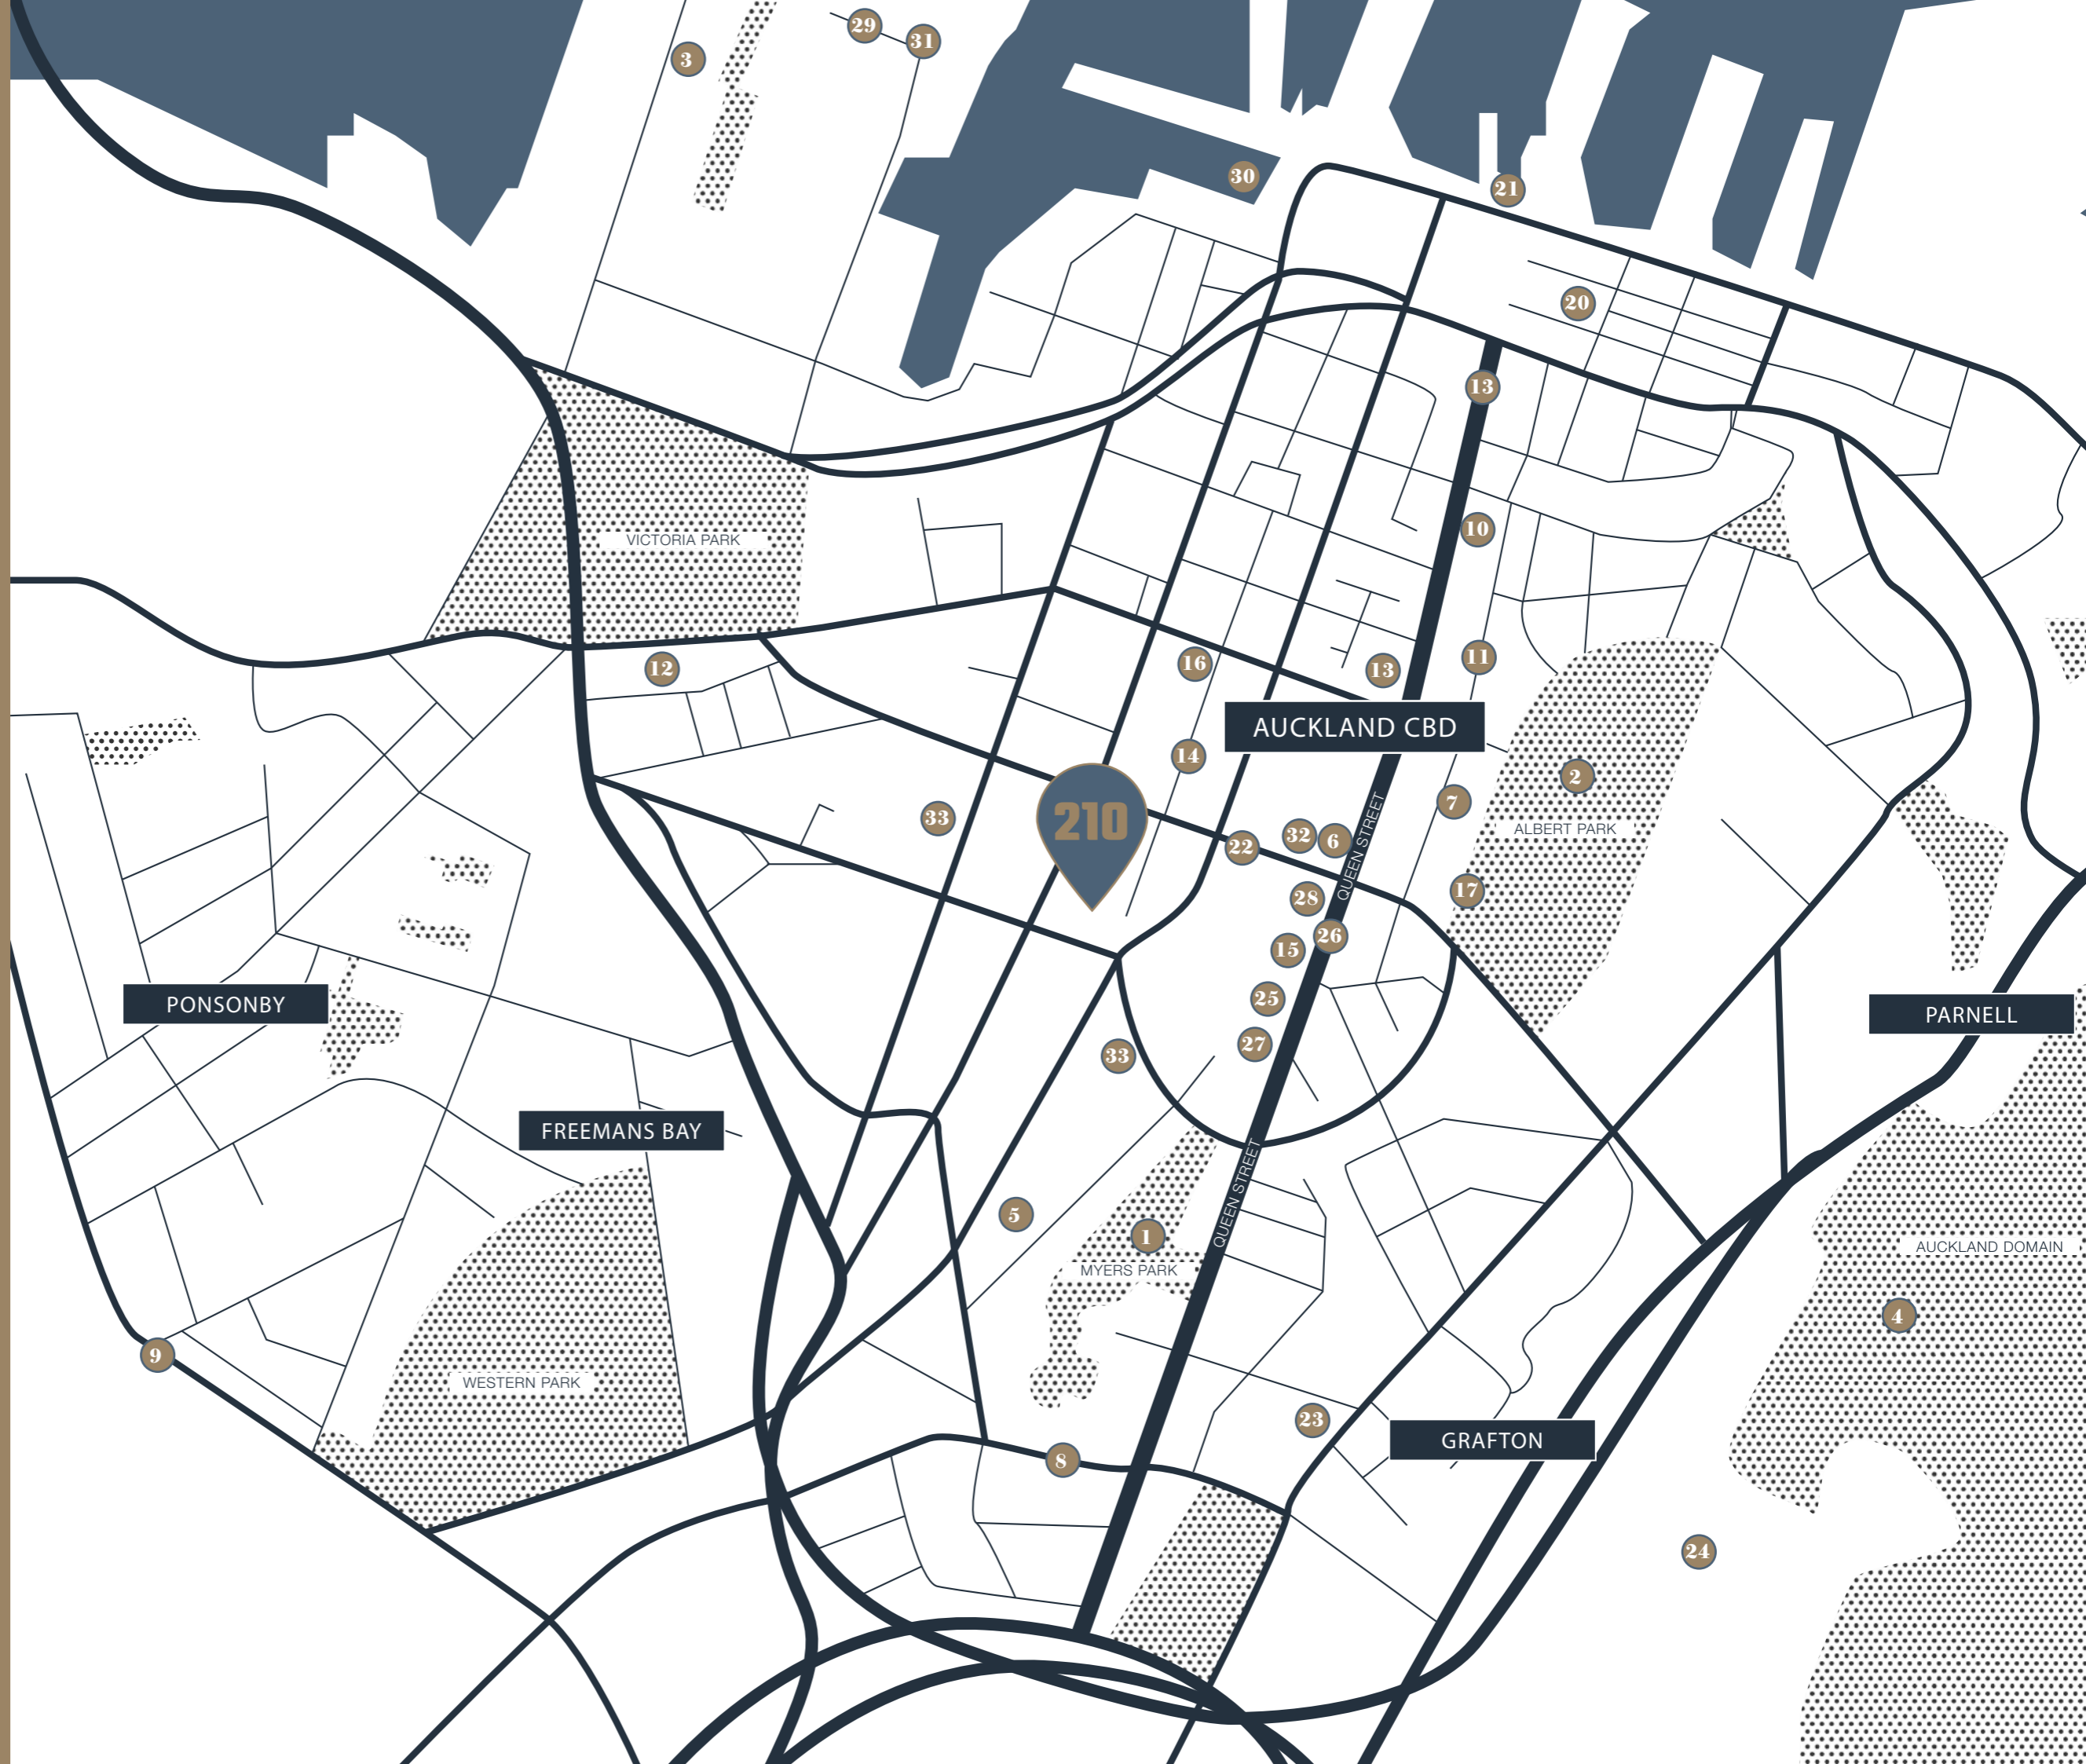 29
31
3
30
21
20
13
10
VICTORIA PARK
11
12
16
13
AUCKLAND CBD
14
2
7
33
210
ALBERT PARK
32
6
22
QUEEN STREET
17
28
26
15
25
PONSONBY
PARNELL
27
33
FREEMANS BAY
QUEEN STREET
5
1
AUCKLAND DOMAIN
MYERS PARK
4
9
WESTERN PARK
23
GRAFTON
8
24